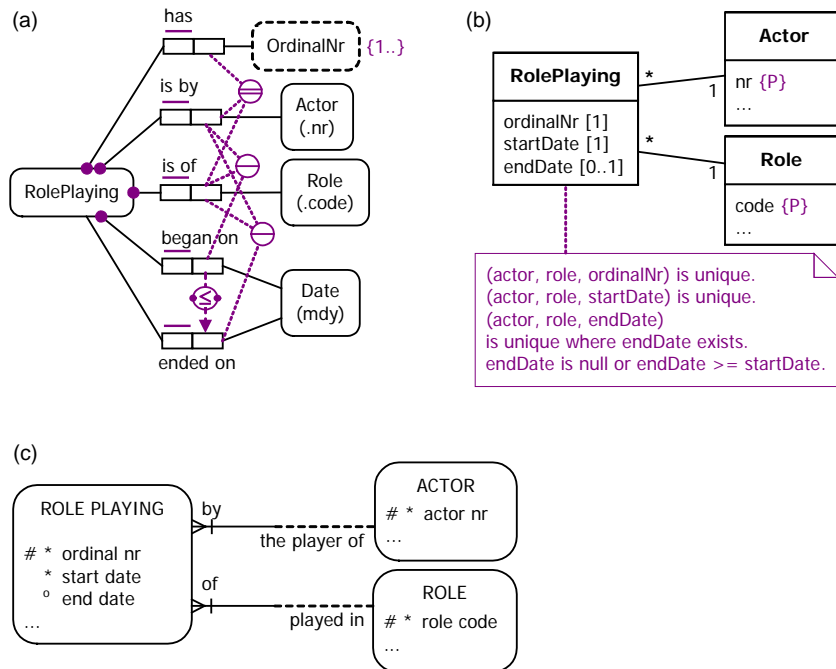 (a)
has
OrdinalNr {1..}
is by
Actor
(.nr)
RolePlaying
is of
Role
(.code)
began on
≤
Date
(mdy)
ended on
(b)
Actor
nr {P}
...
RolePlaying
ordinalNr [1]
startDate [1]
endDate [0..1]
*
1
*
1
Role
code {P}
...
(actor, role, ordinalNr) is unique.
(actor, role, startDate) is unique.
(actor, role, endDate)
is unique where endDate exists.
endDate is null or endDate >= startDate.
(c)
ROLE PLAYING
# * ordinal nr
* start date
o end date
...
by
the player of
ACTOR
# * actor nr
...
of
played in
ROLE
# * role code
...